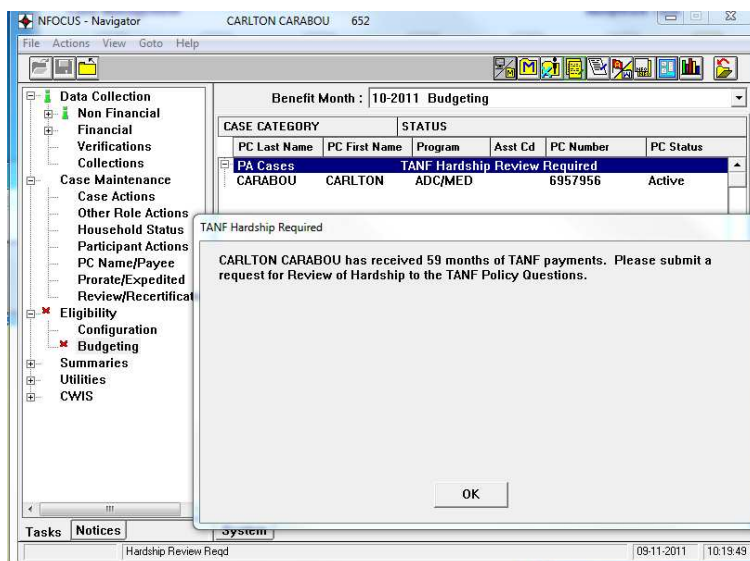 NFOCUS - Navigator CARLTON CARABOU 652
File Actions View Goto Help
Data Collection
Non Financial
Financial
Verifications
Collections
Case Maintenance
Case Actions
Other Role Actions
Household Status
Participant Actions
PC Name/Payee
Prorate/Expedited
Review/Recertificat
Eligibility
Configuration
Budgeting
Summaries
Utilities
CWIS
Tasks Notices
Benefit Month : 10-2011 Budgeting
CASE CATEGORY STATUS
PC Last Name PC First Name Program Asst Cd PC Number PC Status
PA Cases TANF Hardship Review Required
CARABOU CARLTON ADC/MED 6957956 Active
TANF Hardship Required
CARLTON CARABOU has received 59 months of TANF payments. Please submit a
request for Review of Hardship to the TANF Policy Questions.
OK
System
Hardship Review Reqd 09-11-2011 10:19:49